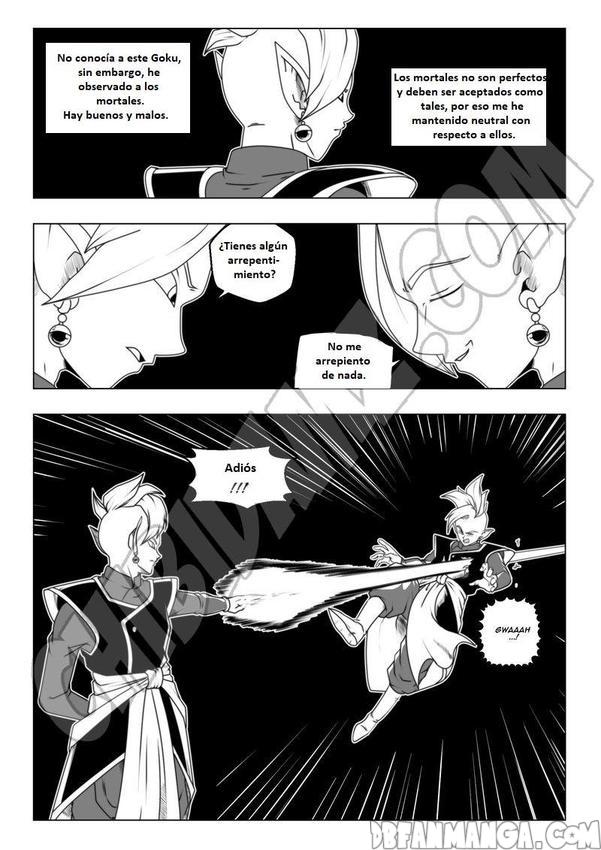 No conocía a este Goku,
sin embargo, he
observado a los
mortales.
Hay buenos y malos.
Los mortales no son perfectos
y deben ser aceptados como
tales, por eso me he
mantenido neutral con
respecto a ellos.
¿Tienes algún
arrepenti-
miento?
No me
arrepiento
de nada.
Adiós
!!!
GWAAAH
...!
DBFANMANGA.COM